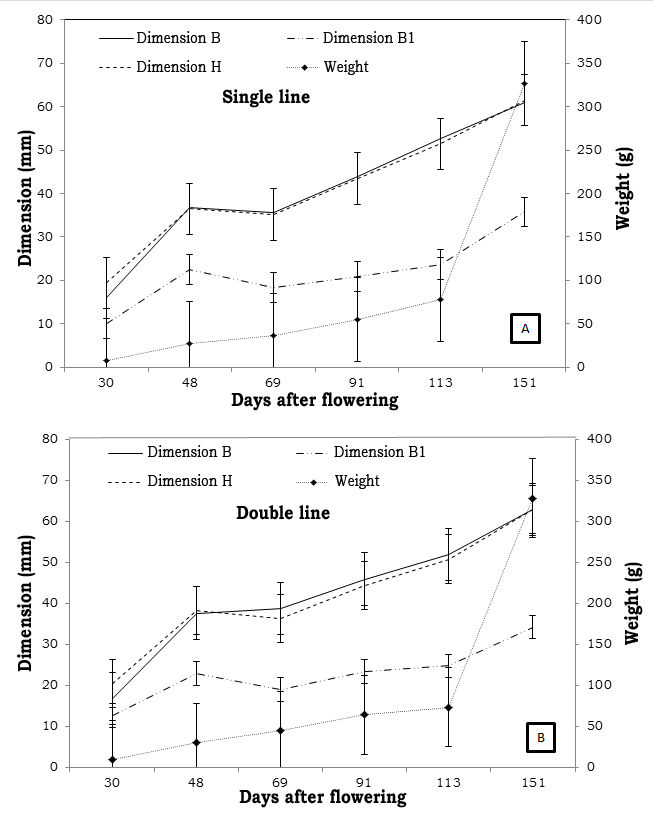 80 400
Dimension B Dimension B1
70 350
Dimension H Weight
60 300
Single line
50 250
40 200
30 150
20 100
10 50
0 0
A
30 48 69 91 113 151
Days after flowering
Dimension (mm)
Weight (g)
80 400
Dimension B Dimension B1
70 350
Dimension H Weight
60 300
Double line
50 250
40 200
30 150
20 100
10 50
0 0
B
30 48 69 91 113 151
Days after flowering
Dimension (mm)
Weight (g)